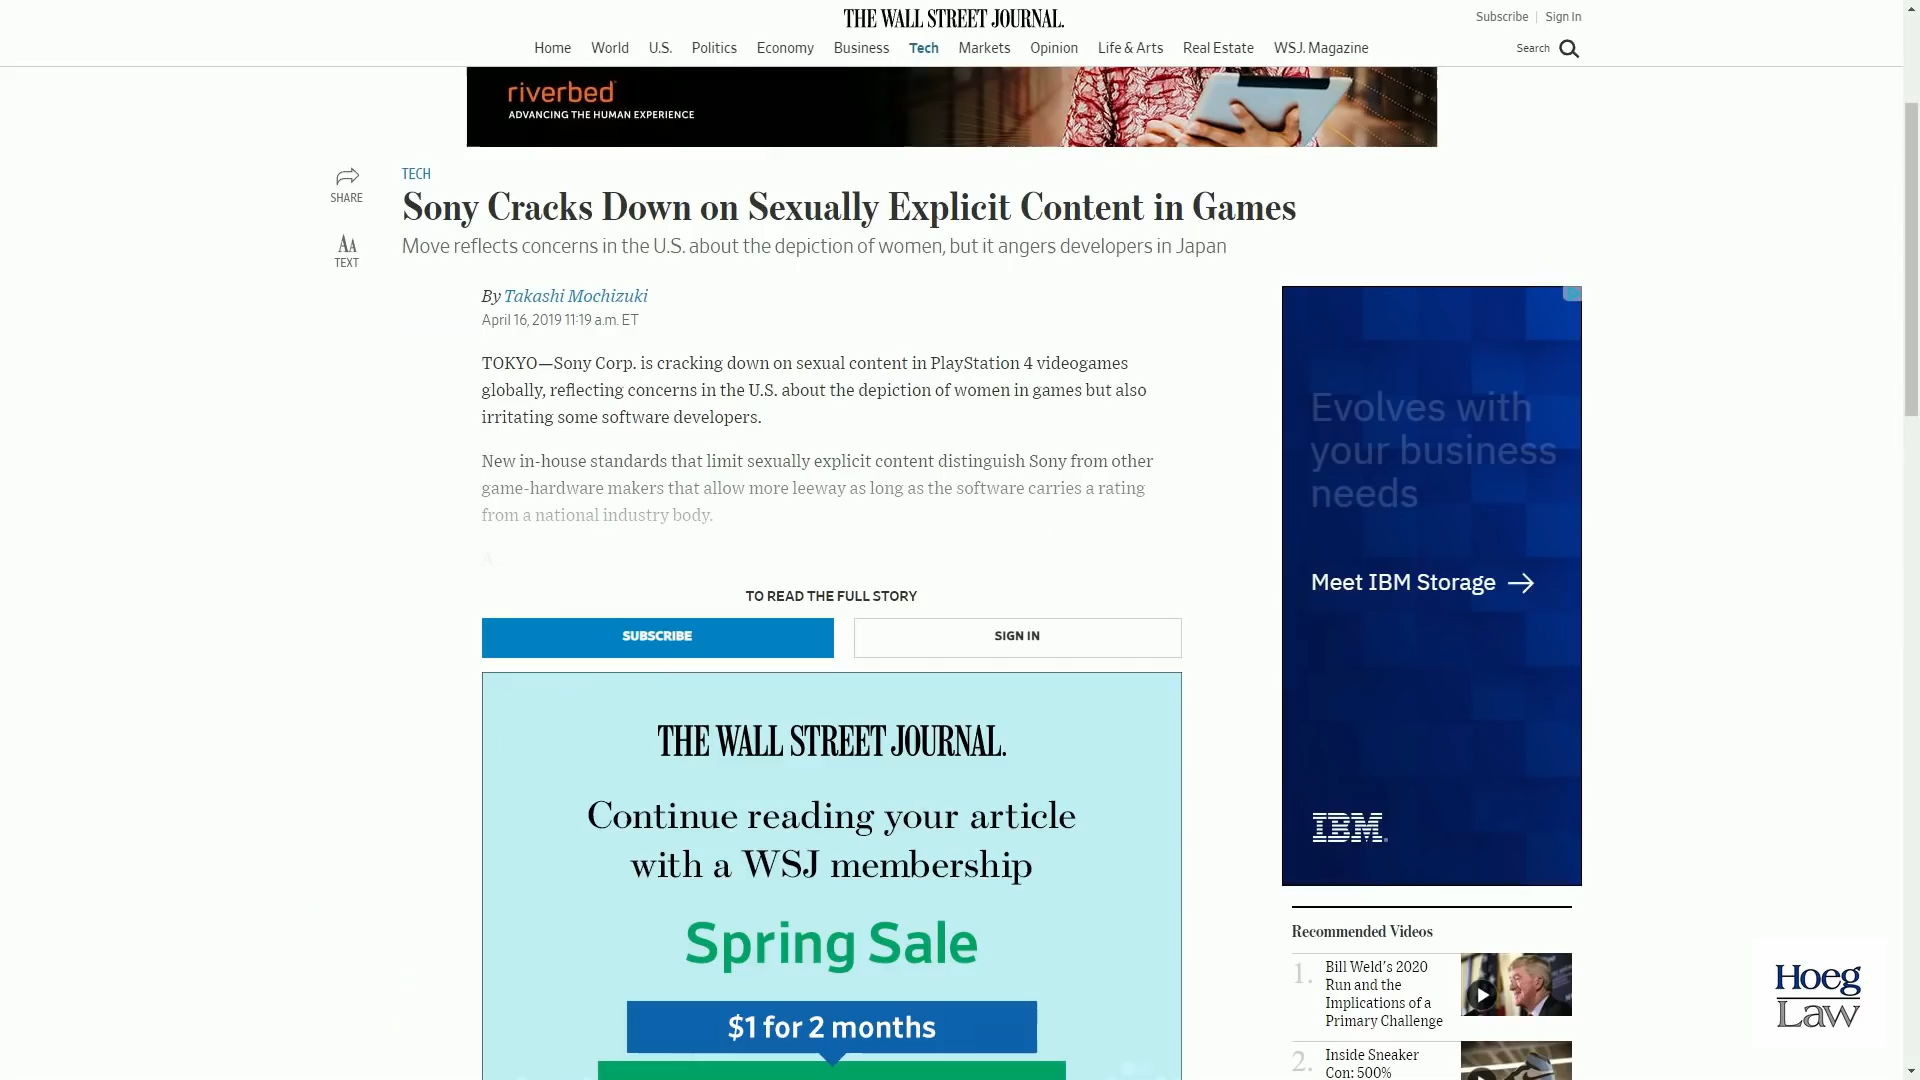 THE WALL STREET JOURNAL.
Subscribe | Sign In
Home World U.S. Politics Economy Business Tech Markets Opinion Life & Arts Real Estate WSJ. Magazine
Search
riverbed
ADVANCING THE HUMAN EXPERIENCE
SHARE
TECH
Sony Cracks Down on Sexually Explicit Content in Games
AA
TEXT
Move reflects concerns in the U.S. about the depiction of women, but it angers developers in Japan
By Takashi Mochizuki
April 16, 2019 11:19 a.m. ET
TOKYO—Sony Corp. is cracking down on sexual content in PlayStation 4 videogames
globally, reflecting concerns in the U.S. about the depiction of women in games but also
irritating some software developers.
New in-house standards that limit sexually explicit content distinguish Sony from other
game-hardware makers that allow more leeway as long as the software carries a rating
from a national industry body.
A
TO READ THE FULL STORY
SUBSCRIBE
SIGN IN
THE WALL STREET JOURNAL.
Continue reading your article
with a WSJ membership
Spring Sale
$1 for 2 months
Evolves with
your business
needs
Meet IBM Storage →
IBM
Recommended Videos
1. Bill Weld's 2020
Run and the
Implications of a
Primary Challenge
2. Inside Sneaker
Con: 500%
Hoeg
Law